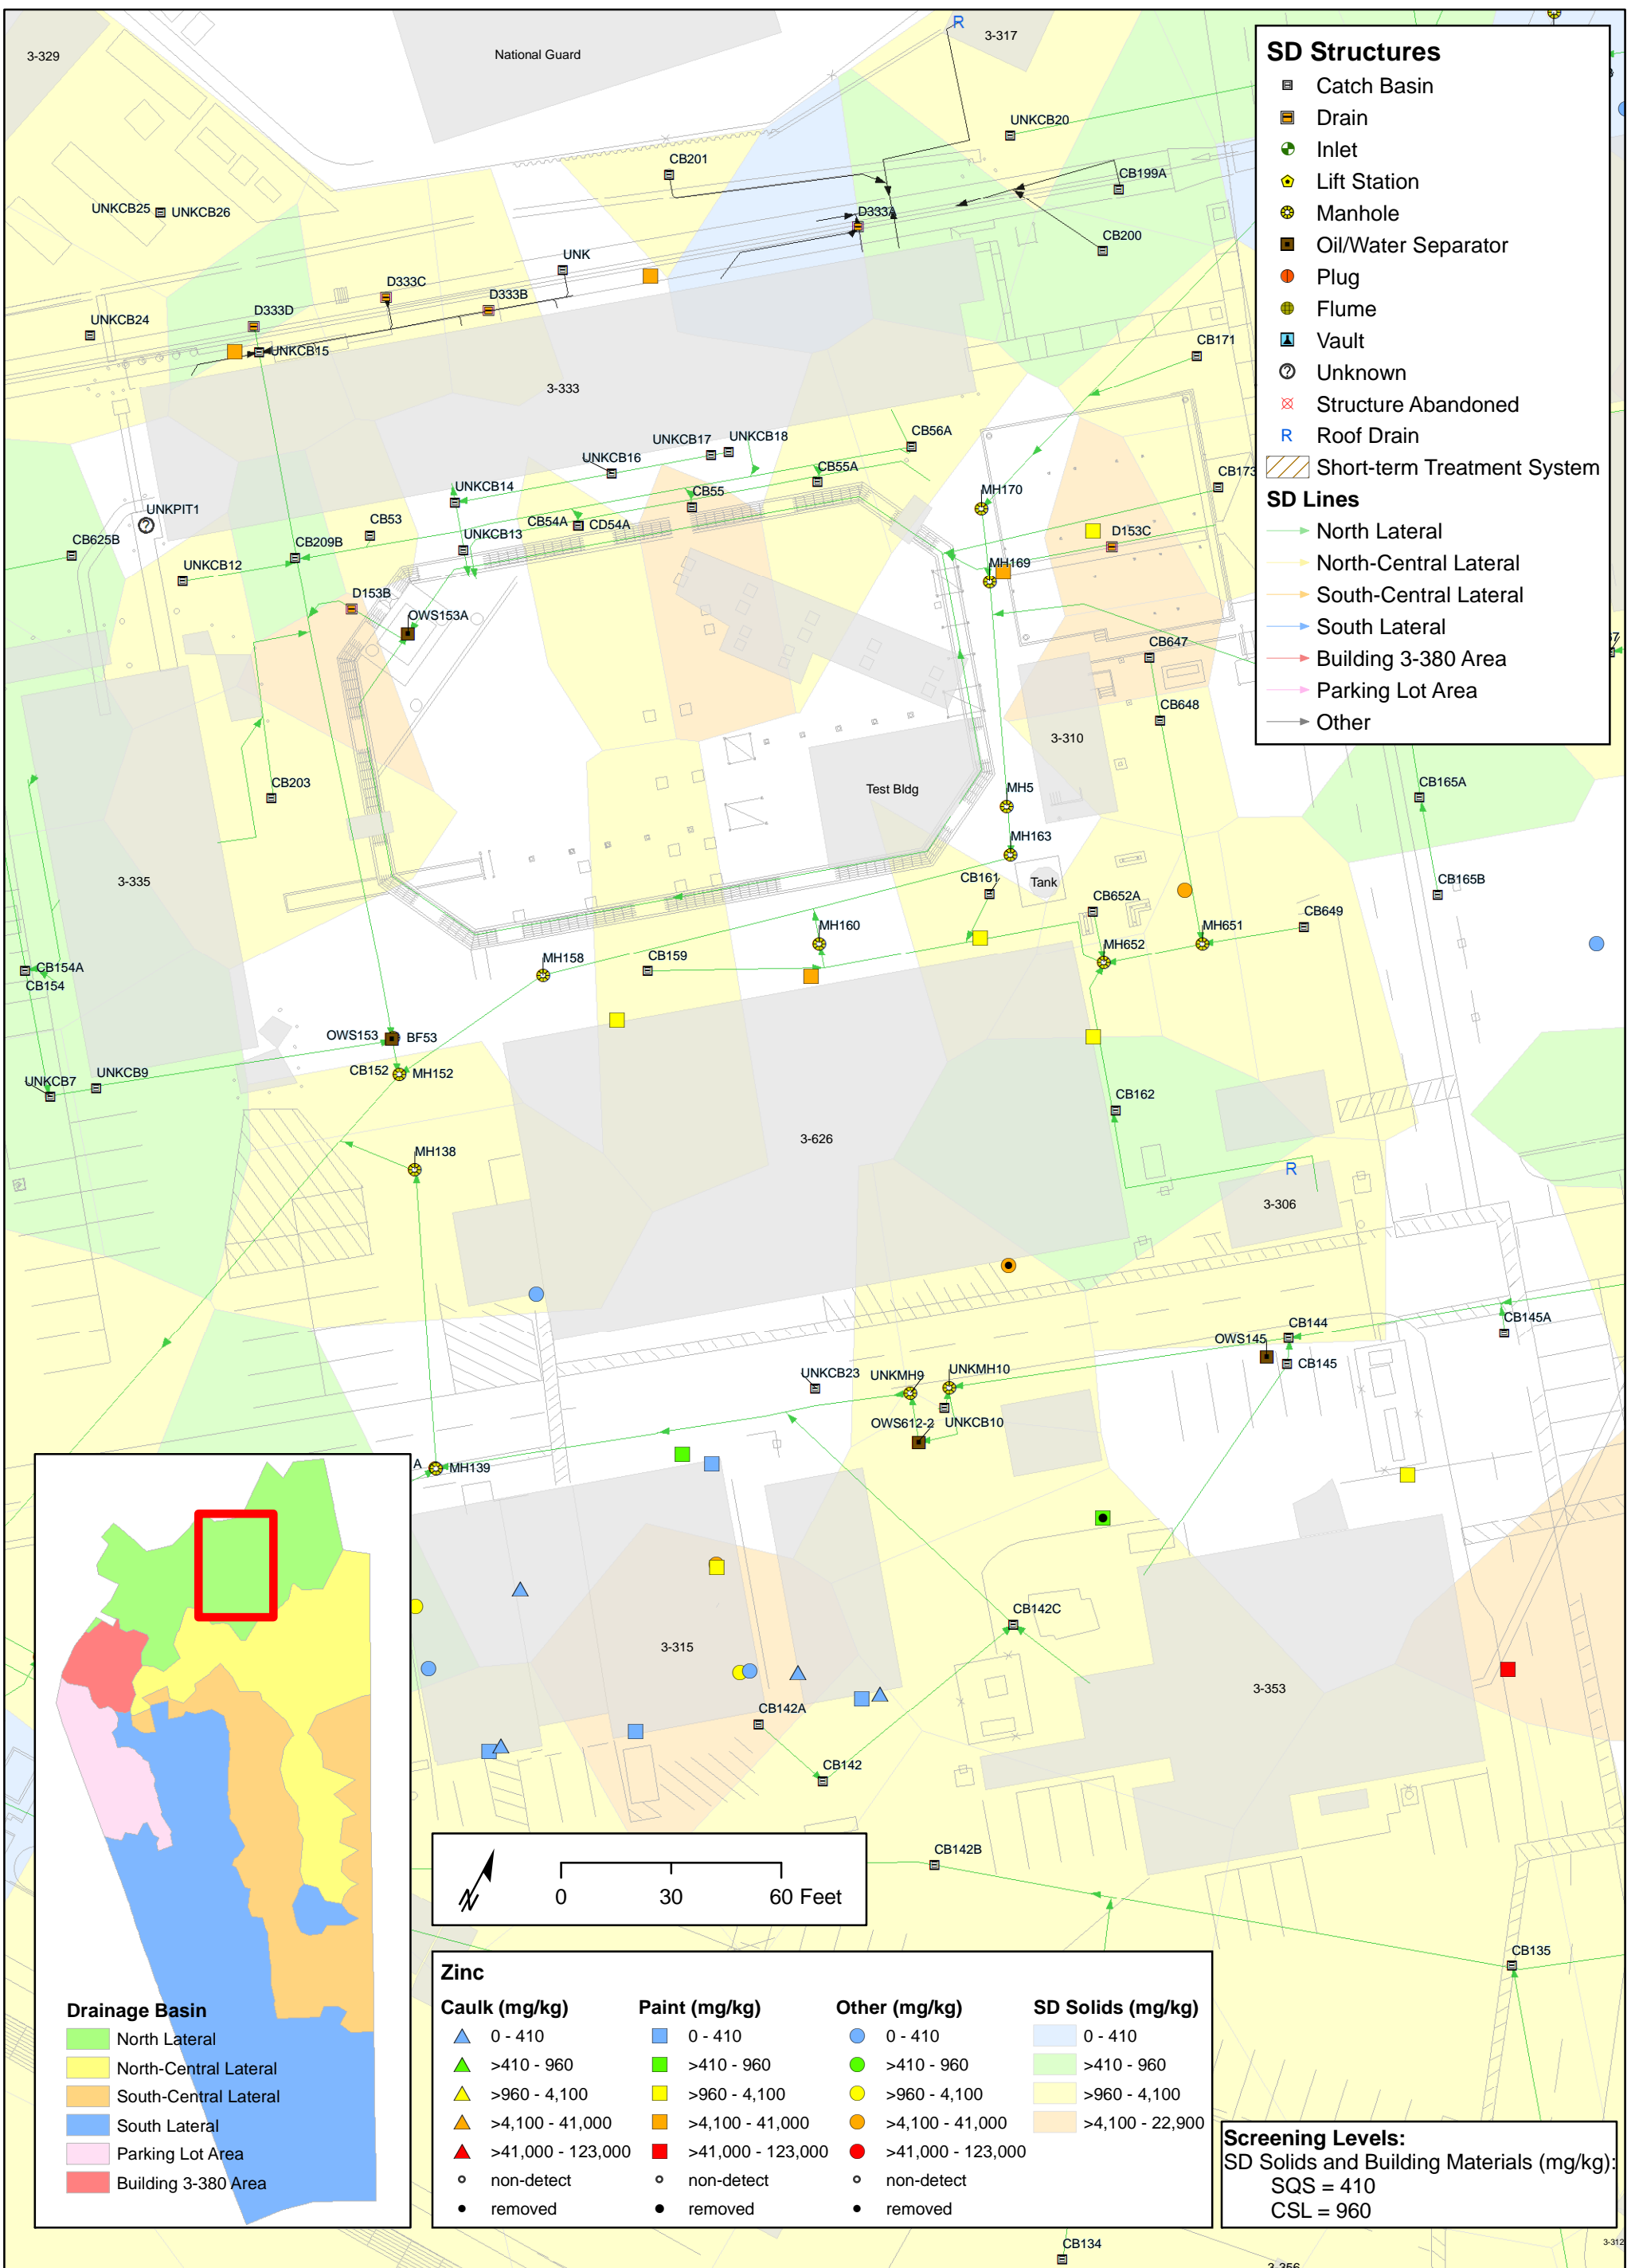 3-329
National Guard
R
3-317
UNKCB20
CB201
CB199A
UNKCB25
UNKCB26
D333A
CB200
UNK
D333C
D333B
D333D
UNKCB24
UNKCB15
CB171
3-333
UNKCB17
UNKCB18
CB56A
UNKCB16
CB55A
CB173
UNKCB14
CB55
MH170
UNKPIT1
CB53
CB54A
CD54A
D153C
CB625B
CB209B
UNKCB13
UNKCB12
MH169
D153B
OWS153A
CB647
CB648
3-310
CB203
Test Bldg
MH5
CB165A
MH163
3-335
CB161
Tank
CB652A
CB165B
MH160
MH651
CB649
MH652
CB154A
CB154
MH158
CB159
OWS153
BF53
CB152
MH152
UNKCB7
UNKCB9
CB162
3-626
MH138
R
3-306
CB144
CB145A
OWS145
CB145
UNKCB23
UNKMH9
UNKMH10
OWS612-2
UNKCB10
A
MH139
CB142C
3-315
3-353
CB142A
CB142
CB142B
CB135
CB134
3-356
3-312
SD Structures
Catch Basin
Drain
Inlet
Lift Station
Manhole
Oil/Water Separator
Plug
Flume
Vault
Unknown
Structure Abandoned
R Roof Drain
Short-term Treatment System
SD Lines
North Lateral
North-Central Lateral
South-Central Lateral
South Lateral
Building 3-380 Area
Parking Lot Area
Other
Drainage Basin
North Lateral
North-Central Lateral
South-Central Lateral
South Lateral
Parking Lot Area
Building 3-380 Area
N
0 30 60 Feet
Zinc
Caulk (mg/kg) Paint (mg/kg) Other (mg/kg) SD Solids (mg/kg)
0 - 410 0 - 410 0 - 410 0 - 410
>410 - 960 >410 - 960 >410 - 960 >410 - 960
>960 - 4,100 >960 - 4,100 >960 - 4,100 >960 - 4,100
>4,100 - 41,000 >4,100 - 41,000 >4,100 - 41,000 >4,100 - 22,900
>41,000 - 123,000 >41,000 - 123,000 >41,000 - 123,000
non-detect non-detect non-detect
removed removed removed
Screening Levels:
SD Solids and Building Materials (mg/kg):
SQS = 410
CSL = 960